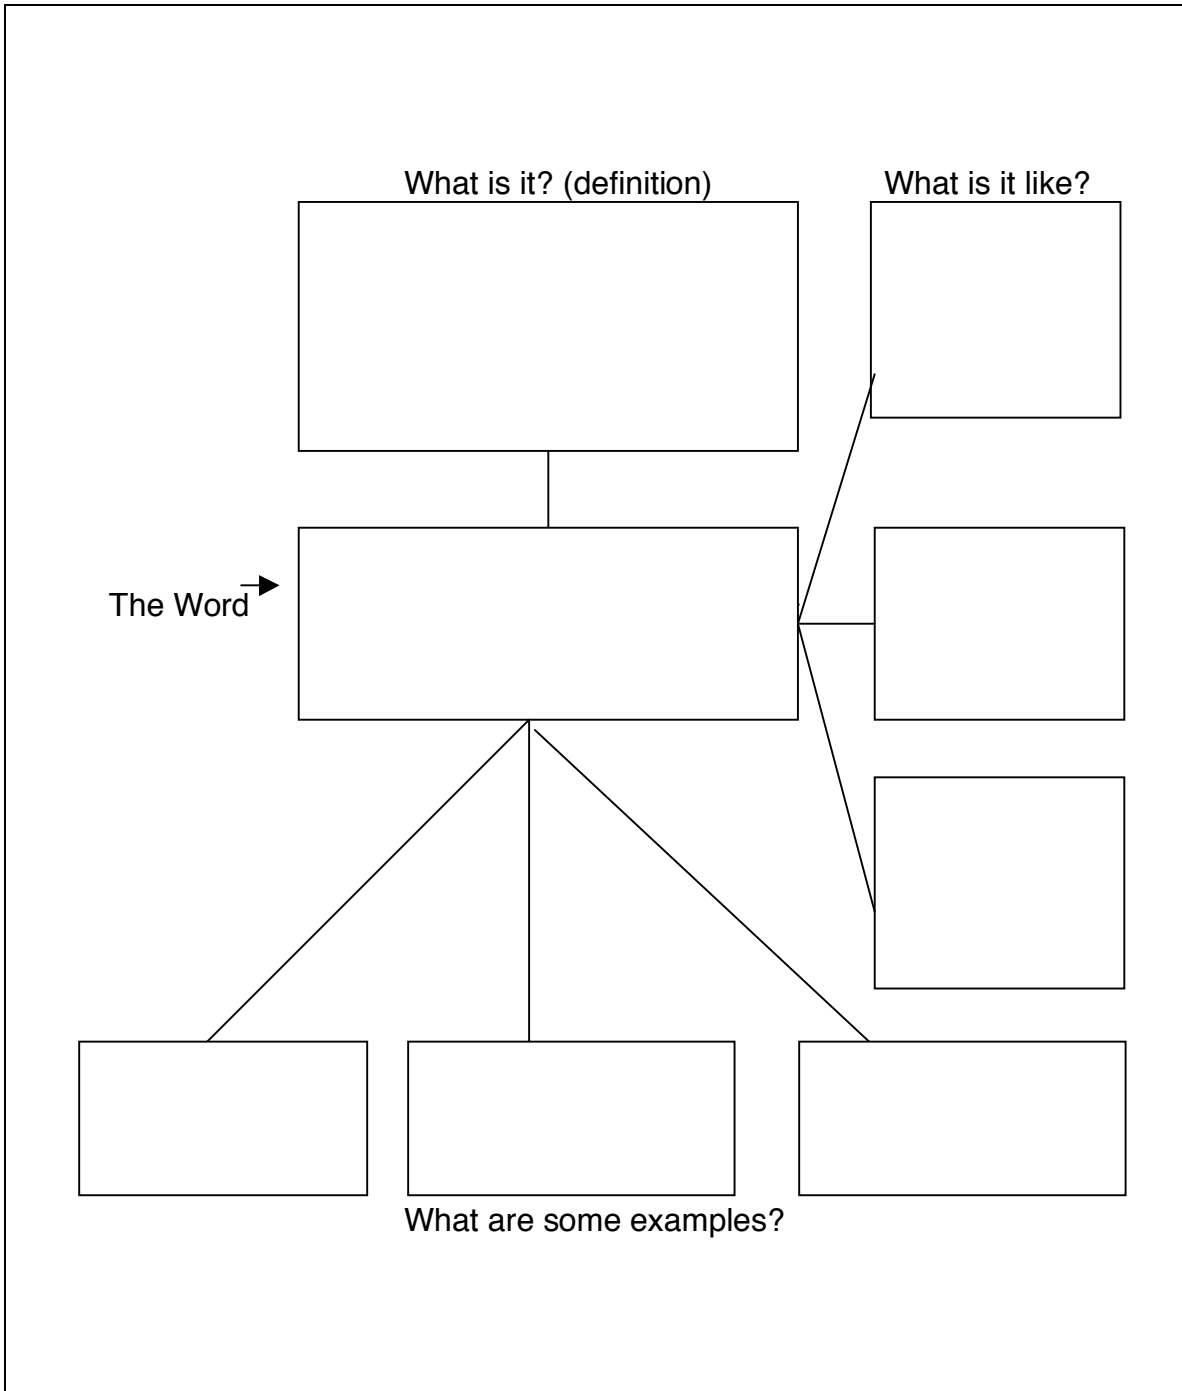 What is it? (definition)
What is it like?
The Word
What are some examples?